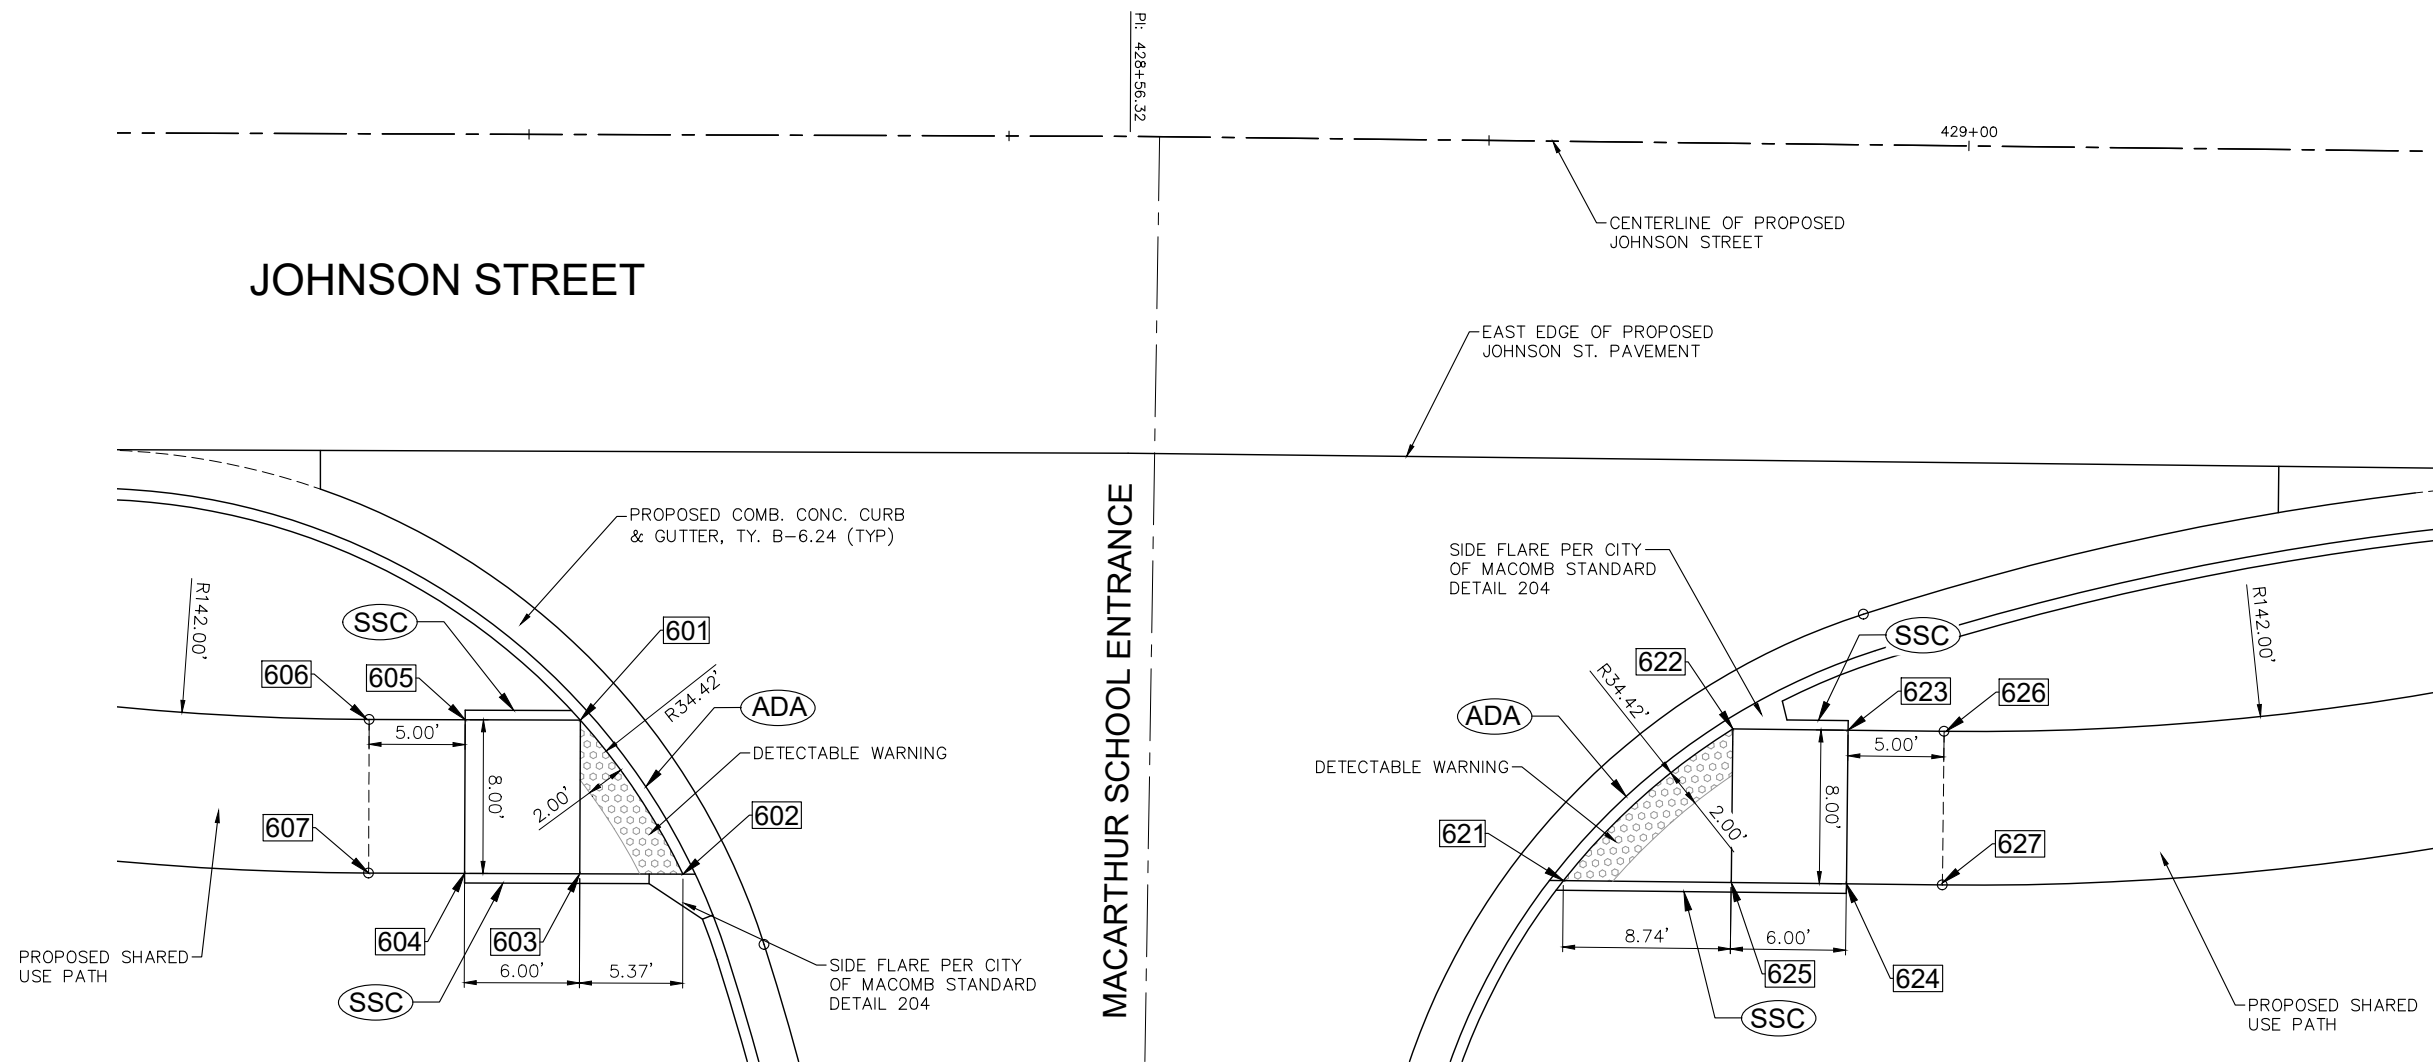 PI: 428+56.32
429+00
CENTERLINE OF PROPOSED
JOHNSON STREET
JOHNSON STREET
EAST EDGE OF PROPOSED
JOHNSON ST. PAVEMENT
MACARTHUR SCHOOL ENTRANCE
PROPOSED COMB. CONC. CURB
& GUTTER, TY. B-6.24 (TYP)
R142.00'
SSC
601
606
605
R34.42'
ADA
5.00'
8.00'
2.00'
DETECTABLE WARNING
607
602
604
603
PROPOSED SHARED
USE PATH
6.00'
5.37'
SSC
SIDE FLARE PER CITY
OF MACOMB STANDARD
DETAIL 204
SIDE FLARE PER CITY
OF MACOMB STANDARD
DETAIL 204
R142.00'
SSC
622
R34.42'
623
626
ADA
5.00'
DETECTABLE WARNING
8.00'
2.00'
621
627
8.74'
6.00'
625
624
SSC
PROPOSED SHARED
USE PATH